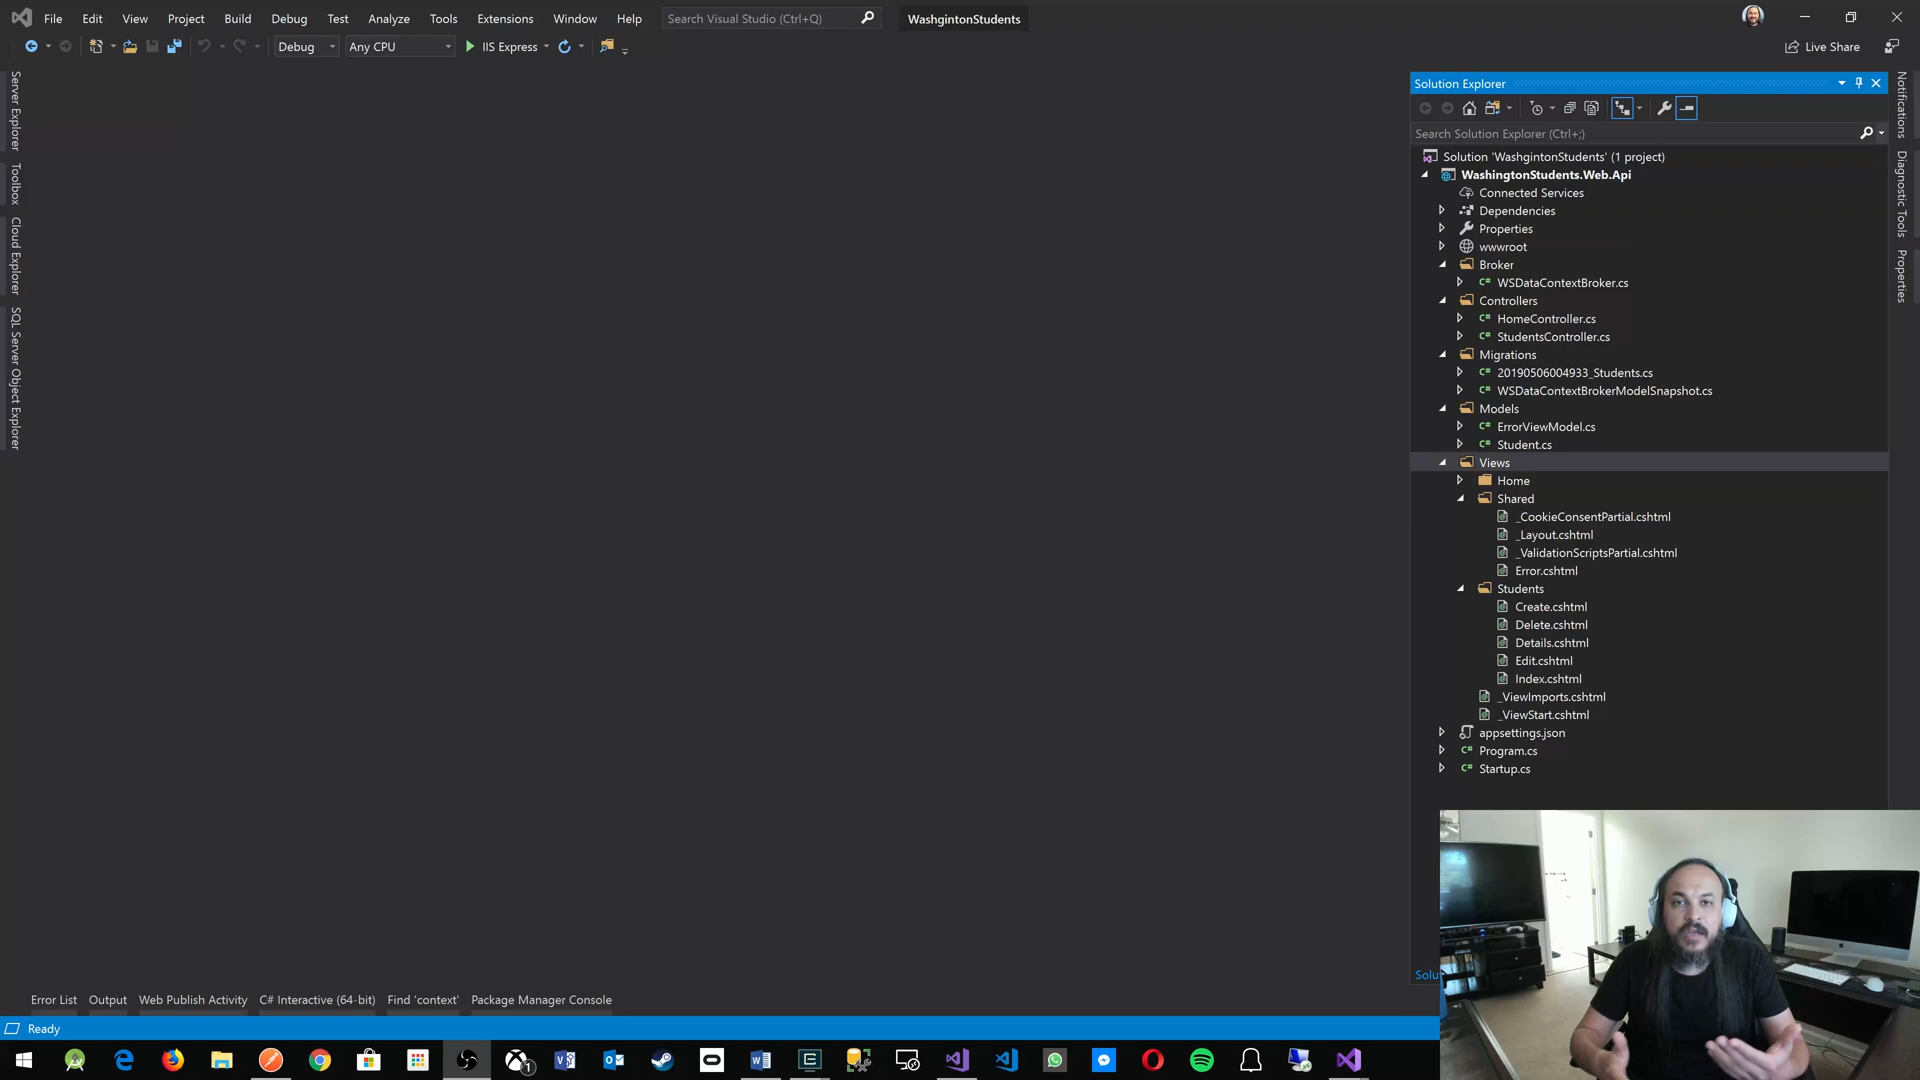 File Edit View Project Build Debug Test Analyze Tools Extensions Window Help Search Visual Studio (Ctrl+Q) WashgintonStudents
Debug Any CPU IIS Express Live Share
Server Explorer
Toolbox
Cloud Explorer
SQL Server Object Explorer
Solution Explorer
Search Solution Explorer (Ctrl+;)
Solution 'WashgintonStudents' (1 project)
WashingtonStudents.Web.Api
Connected Services
Dependencies
Properties
wwwroot
Broker
C# WSDataContextBroker.cs
Controllers
C# HomeController.cs
C# StudentsController.cs
Migrations
C# 20190506004933_Students.cs
C# WSDataContextBrokerModelSnapshot.cs
Models
C# ErrorViewModel.cs
C# Student.cs
Views
Home
Shared
_CookieConsentPartial.cshtml
_Layout.cshtml
_ValidationScriptsPartial.cshtml
Error.cshtml
Students
Create.cshtml
Delete.cshtml
Details.cshtml
Edit.cshtml
Index.cshtml
_ViewImports.cshtml
_ViewStart.cshtml
appsettings.json
C# Program.cs
C# Startup.cs
Solu
Notifications
Diagnostic Tools
Properties
Error List Output Web Publish Activity C# Interactive (64-bit) Find 'context' Package Manager Console
Ready